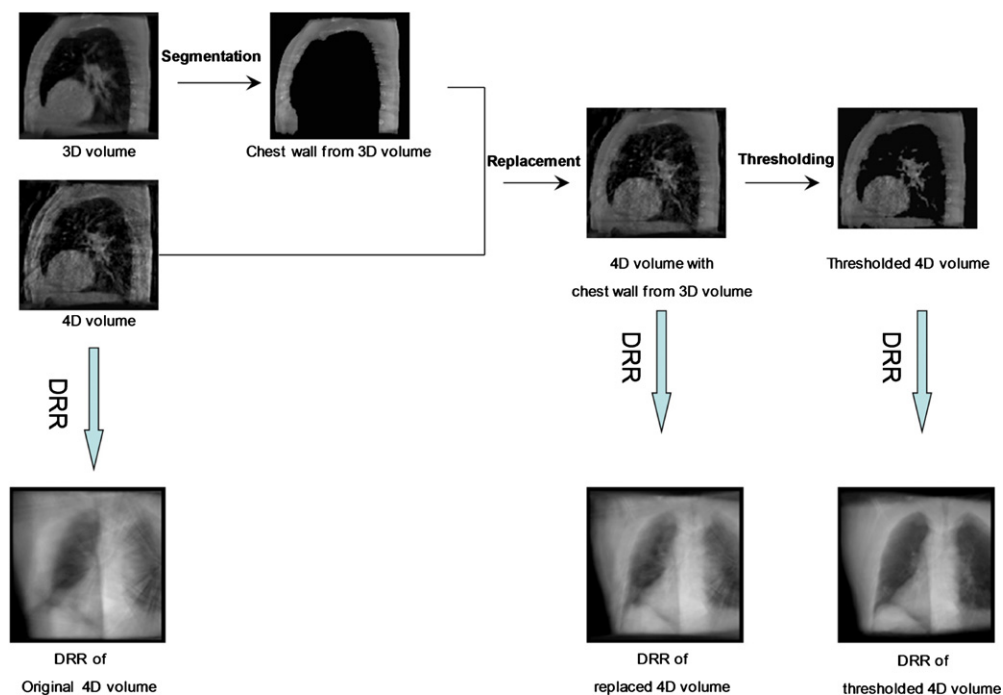 Segmentation
3D volume
Chest wall from 3D volume
Replacement
Thresholding
4D volume
4D volume with
chest wall from 3D volume
Thresholded 4D volume
DRR
DRR
DRR
DRR of
Original 4D volume
DRR of
replaced 4D volume
DRR of
thresholded 4D volume